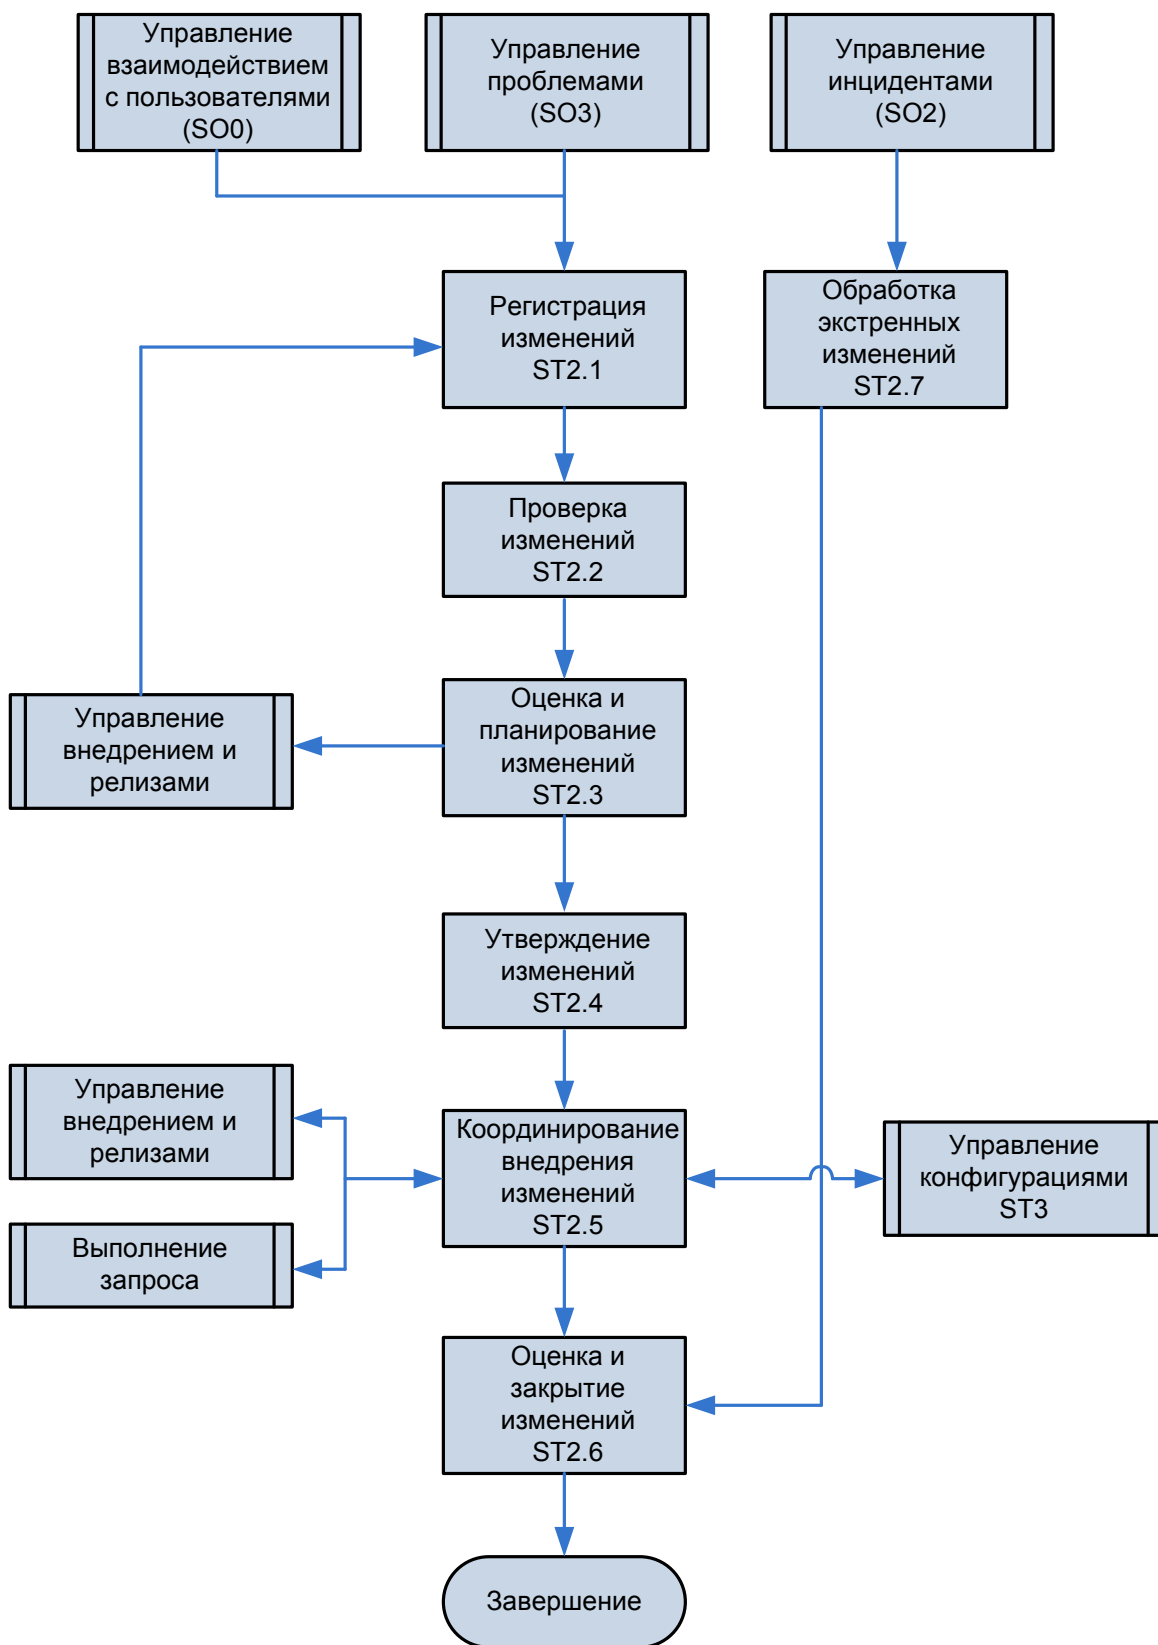 Управление
взаимодействием
с пользователями
(SO0)
Управление
проблемами
(SO3)
Управление
инцидентами
(SO2)
Регистрация
изменений
ST2.1
Обработка
экстренных
изменений
ST2.7
Проверка
изменений
ST2.2
Оценка и
планирование
изменений
ST2.3
Управление
внедрением и
релизами
Утверждение
изменений
ST2.4
Управление
внедрением и
релизами
Координирование
внедрения
изменений
ST2.5
Управление
конфигурациями
ST3
Выполнение
запроса
Оценка и
закрытие
изменений
ST2.6
Завершение